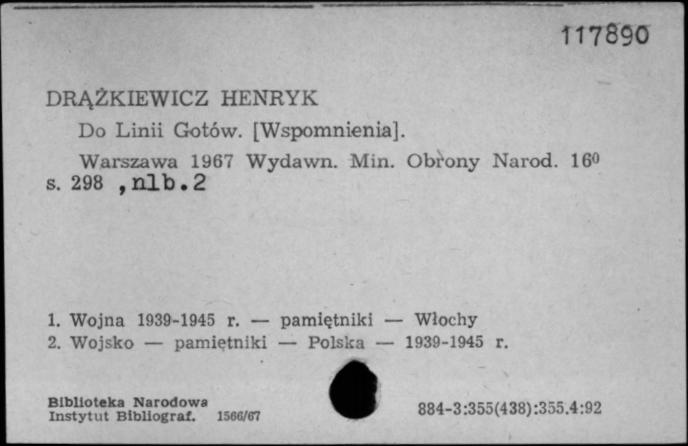 117890
DRĄŻKIEWICZ HENRYK
Do Linii Gotów. [Wspomnienia].
Warszawa 1967 Wydawn. Min. Obrony Narod. 16⁰
s. 298 ,nlb.2
1. Wojna 1939-1945 r. — pamiętniki — Włochy
2. Wojsko — pamiętniki — Polska — 1939-1945 r.
Biblioteka Narodowa
Instytut Bibliograf. 1566/67
884-3:355(438):355.4:92